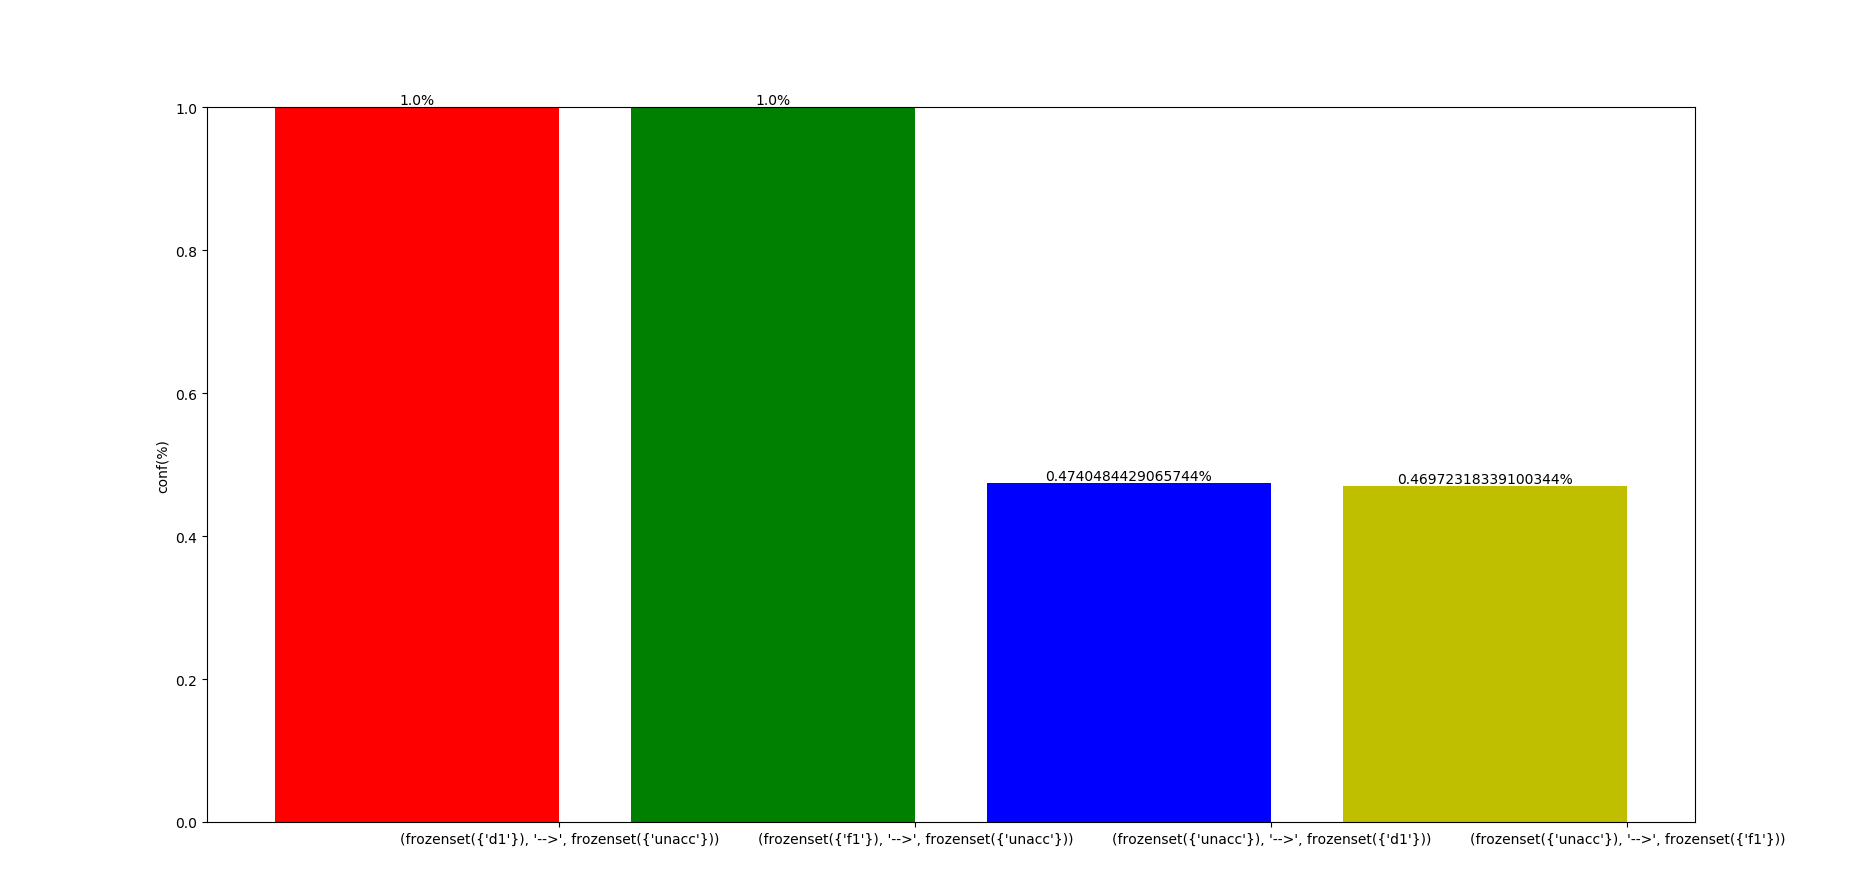 1.0%
1.0%
1.0
0.8
0.6
conf(%)
0.4740484429065744%
0.46972318339100344%
0.4
0.2
0.0
(frozenset({'d1'}), '-->', frozenset({'unacc'}))
(frozenset({'f1'}), '-->', frozenset({'unacc'}))
(frozenset({'unacc'}), '-->', frozenset({'d1'}))
(frozenset({'unacc'}), '-->', frozenset({'f1'}))